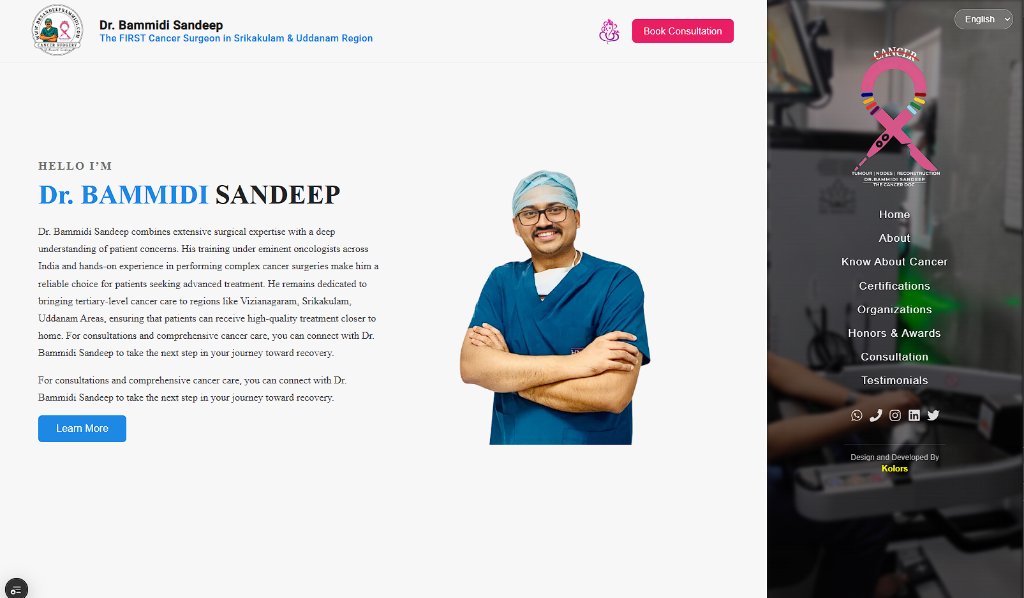 Dr. Bammidi Sandeep
The FIRST Cancer Surgeon in Srikakulam & Uddanam Region
Book Consultation
English
HELLO I'M
Dr. BAMMIDI SANDEEP
Dr. Bammidi Sandeep combines extensive surgical expertise with a deep
understanding of patient concerns. His training under eminent oncologists across
India and hands-on experience in performing complex cancer surgeries make him a
reliable choice for patients seeking advanced treatment. He remains dedicated to
bringing tertiary-level cancer care to regions like Vizianagaram, Srikakulam,
Uddanam Areas, ensuring that patients can receive high-quality treatment closer to
home. For consultations and comprehensive cancer care, you can connect with Dr.
Bammidi Sandeep to take the next step in your journey toward recovery.
For consultations and comprehensive cancer care, you can connect with Dr.
Bammidi Sandeep to take the next step in your journey toward recovery.
Learn More
CANCER
TUMOUR | NODES | RECONSTRUCTION
DR.BAMMIDI SANDEEP
THE CANCER DOC
Home
About
Know About Cancer
Certifications
Organizations
Honors & Awards
Consultation
Testimonials
Design and Developed By
Kolors